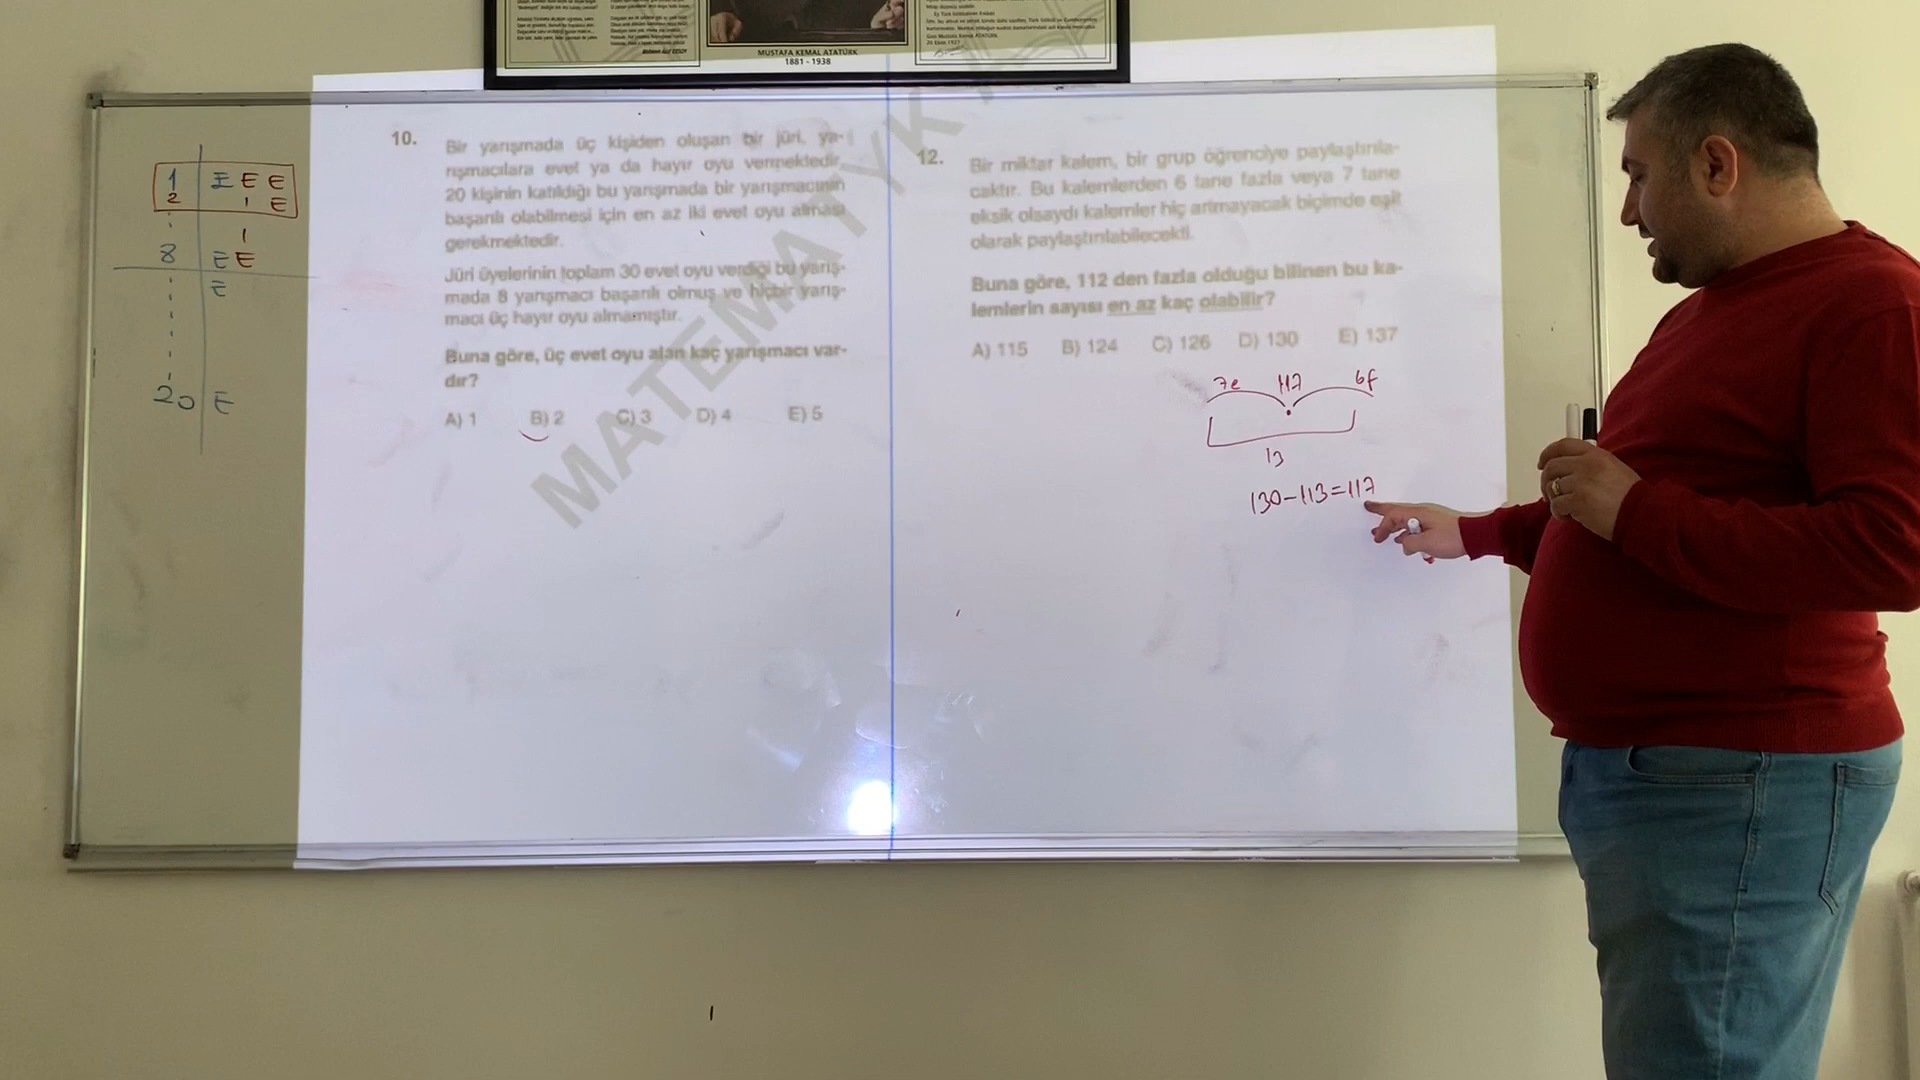 MUSTAFA KEMAL ATATÜRK
1881 - 1938
1 E E E
2 E
8 E E
E
20 E
10. Bir yarışmada üç kişiden oluşan bir jüri, ya-
rışmacılara evet ya da hayır oyu vermektedir.
20 kişinin katıldığı bu yarışmada bir yarışmacının
başarılı olabilmesi için en az iki evet oyu alması
gerekmektedir.
Jüri üyelerinin toplam 30 evet oyu verdiği bu yarış-
mada 8 yarışmacı başarılı olmuş ve hiçbir yarış-
macı üç hayır oyu almamıştır.
Buna göre, üç evet oyu alan kaç yarışmacı var-
dır?
A) 1 B) 2 C) 3 D) 4 E) 5
12. Bir miktar kalem, bir grup öğrenciye paylaştırıla-
caktır. Bu kalemlerden 6 tane fazla veya 7 tane
eksik olsaydı kalemler hiç artmayacak biçimde eşit
olarak paylaştırılabilecekti.
Buna göre, 112 den fazla olduğu bilinen bu ka-
lemlerin sayısı en az kaç olabilir?
A) 115 B) 124 C) 126 D) 130 E) 137
7e 117 6f
13
130-113=117
MATEMATYK